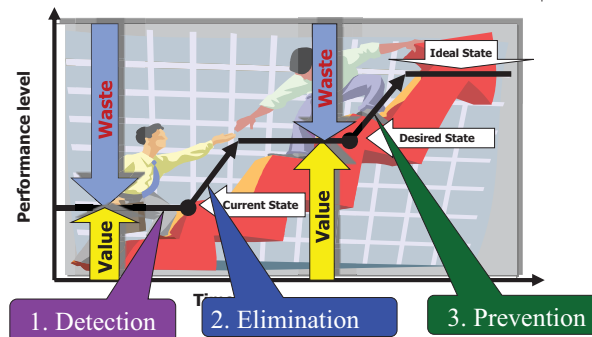 Performance level
Waste
Value
Waste
Value
Ideal State
Desired State
Current State
1. Detection
2. Elimination
3. Prevention